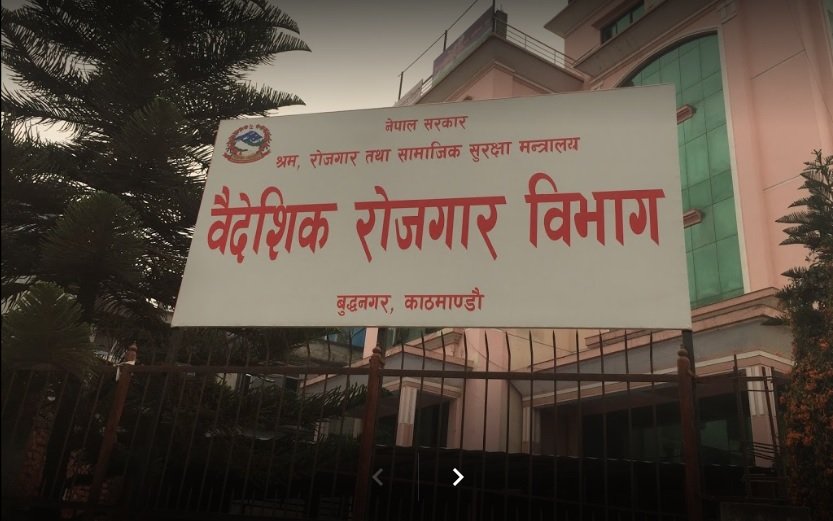 नेपाल सरकार
श्रम, रोजगार तथा सामाजिक सुरक्षा मन्त्रालय
वैदेशिक रोजगार विभाग
बुद्धनगर, काठमाण्डौ